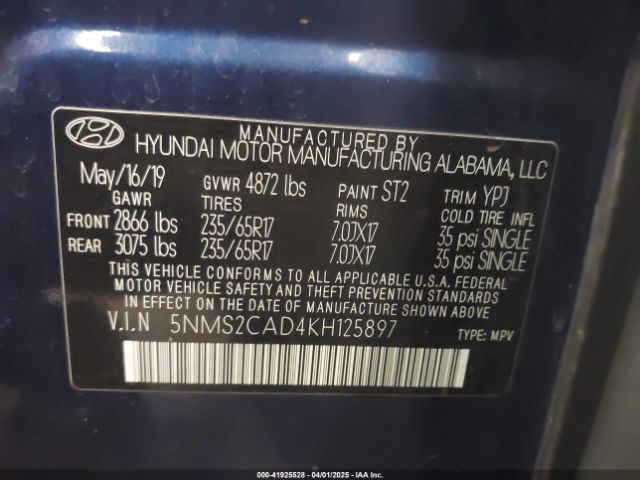 MANUFACTURED BY
HYUNDAI MOTOR MANUFACTURING ALABAMA, LLC
May/16/19 GVWR 4872 lbs PAINT ST2 TRIM YPJ
GAWR TIRES RIMS COLD TIRE INFL
FRONT 2866 lbs 235/65R17 7.0JX17 35 psi SINGLE
REAR 3075 lbs 235/65R17 7.0JX17 35 psi SINGLE
THIS VEHICLE CONFORMS TO ALL APPLICABLE U.S.A. FEDERAL
MOTOR VEHICLE SAFETY AND THEFT PREVENTION STANDARDS
IN EFFECT ON THE DATE OF MANUFACTURE SHOWN ABOVE
V.I.N 5NMS2CAD4KH125897
TYPE: MPV
000-41925528 - 04/01/2025 - IAA Inc.